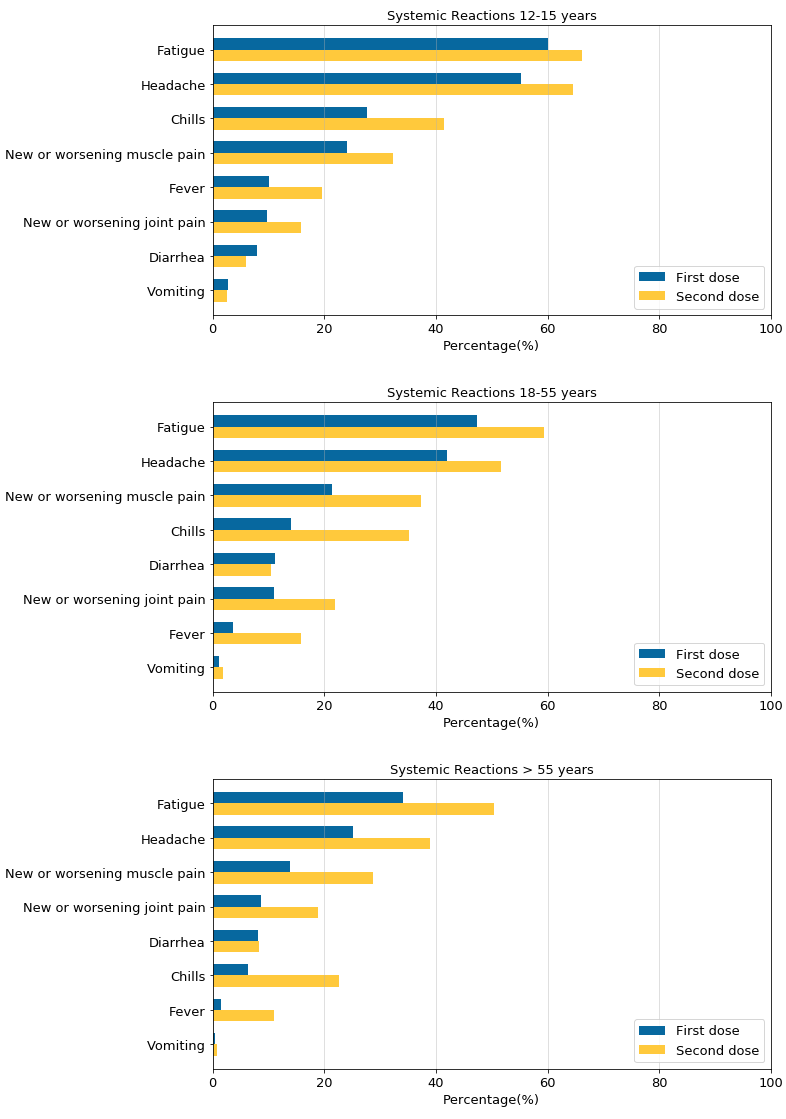 Systemic Reactions 12-15 years
Fatigue
Headache
Chills
New or worsening muscle pain
Fever
New or worsening joint pain
Diarrhea
Vomiting
First dose
Second dose
0 20 40 60 80 100
Percentage(%)
Systemic Reactions 18-55 years
Fatigue
Headache
New or worsening muscle pain
Chills
Diarrhea
New or worsening joint pain
Fever
Vomiting
First dose
Second dose
0 20 40 60 80 100
Percentage(%)
Systemic Reactions > 55 years
Fatigue
Headache
New or worsening muscle pain
New or worsening joint pain
Diarrhea
Chills
Fever
Vomiting
First dose
Second dose
0 20 40 60 80 100
Percentage(%)